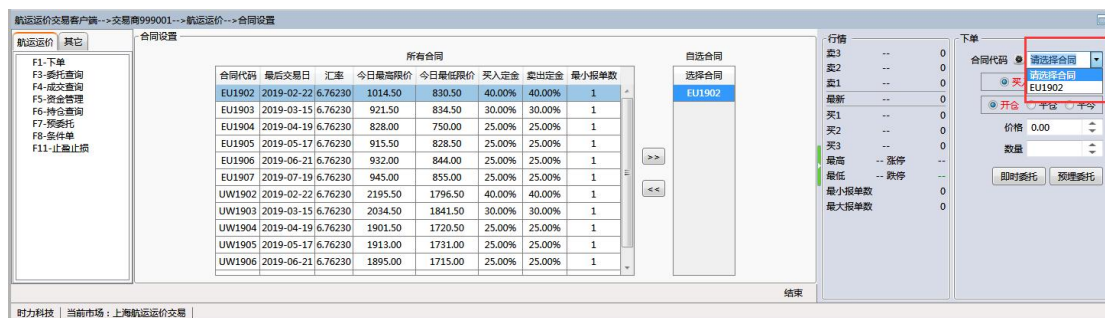 航运运价交易客户端-->交易商999001-->航运运价-->合同设置
航运运价 其它
F1-下单
F3-委托查询
F4-成交查询
F5-资金管理
F6-持仓查询
F7-预委托
F8-条件单
F11-止盈止损
合同设置
所有合同
合同代码 最后交易日 汇率 今日最高限价 今日最低限价 买入定金 卖出定金 最小报单数
EU1902 2019-02-22 6.76230 1014.50 830.50 40.00% 40.00% 1
EU1903 2019-03-15 6.76230 921.50 834.50 30.00% 30.00% 1
EU1904 2019-04-19 6.76230 828.00 750.00 25.00% 25.00% 1
EU1905 2019-05-17 6.76230 915.50 828.50 25.00% 25.00% 1
EU1906 2019-06-21 6.76230 932.00 844.00 25.00% 25.00% 1
EU1907 2019-07-19 6.76230 945.00 855.00 25.00% 25.00% 1
UW1902 2019-02-22 6.76230 2195.50 1796.50 40.00% 40.00% 1
UW1903 2019-03-15 6.76230 2034.50 1841.50 30.00% 30.00% 1
UW1904 2019-04-19 6.76230 1901.50 1720.50 25.00% 25.00% 1
UW1905 2019-05-17 6.76230 1913.00 1731.00 25.00% 25.00% 1
UW1906 2019-06-21 6.76230 1895.00 1715.00 25.00% 25.00% 1
>>
<<
自选合同
选择合同
EU1902
结束
行情
卖3 -- 0
卖2 -- 0
卖1 -- 0
最新 -- 0
买1 -- 0
买2 -- 0
买3 -- 0
最高 -- 涨停 --
最低 -- 跌停 --
最小报单数 0
最大报单数 0
下单
合同代码 请选择合同
请选择合同
EU1902
买
开仓 平仓 平今
价格 0.00
数量
即时委托 预埋委托
时力科技 当前市场：上海航运运价交易